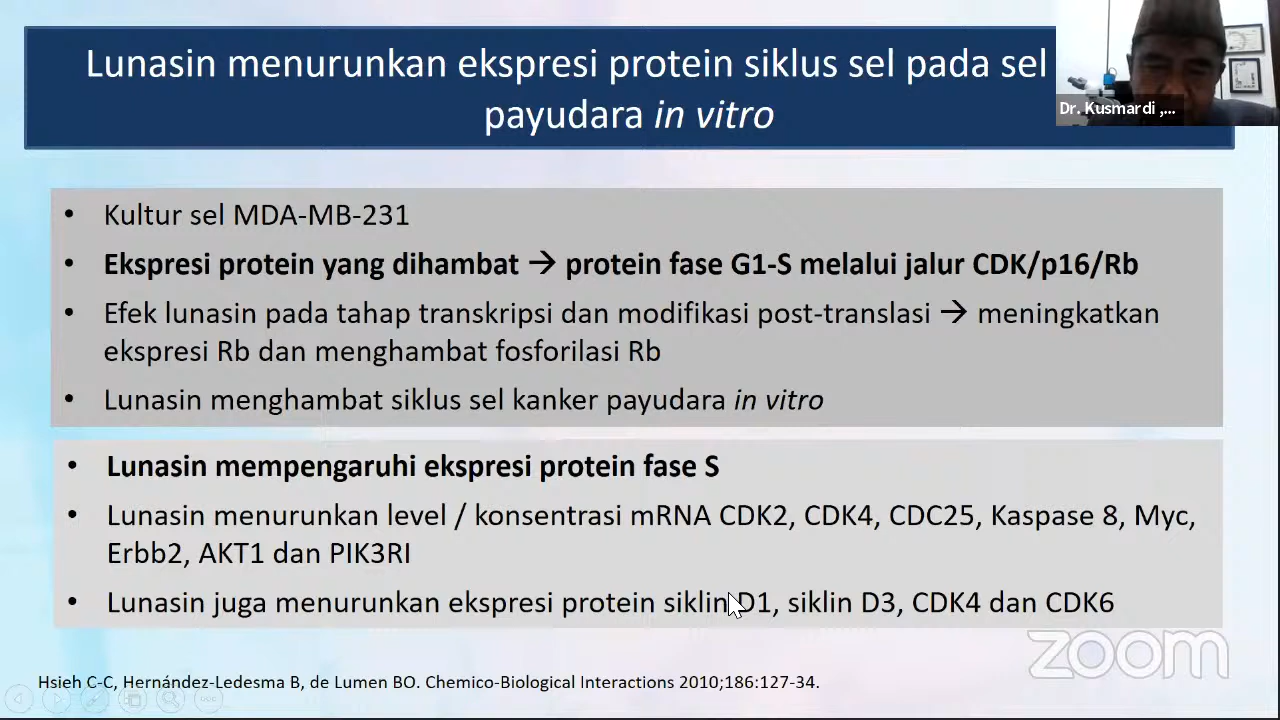 Lunasin menurunkan ekspresi protein siklus sel pada sel
payudara in vitro
Dr. Kusmardi ,...
• Kultur sel MDA-MB-231
• Ekspresi protein yang dihambat → protein fase G1-S melalui jalur CDK/p16/Rb
• Efek lunasin pada tahap transkripsi dan modifikasi post-translasi → meningkatkan
ekspresi Rb dan menghambat fosforilasi Rb
• Lunasin menghambat siklus sel kanker payudara in vitro
• Lunasin mempengaruhi ekspresi protein fase S
• Lunasin menurunkan level / konsentrasi mRNA CDK2, CDK4, CDC25, Kaspase 8, Myc,
Erbb2, AKT1 dan PIK3RI
• Lunasin juga menurunkan ekspresi protein siklin D1, siklin D3, CDK4 dan CDK6
zoom
Hsieh C-C, Hernández-Ledesma B, de Lumen BO. Chemico-Biological Interactions 2010;186:127-34.